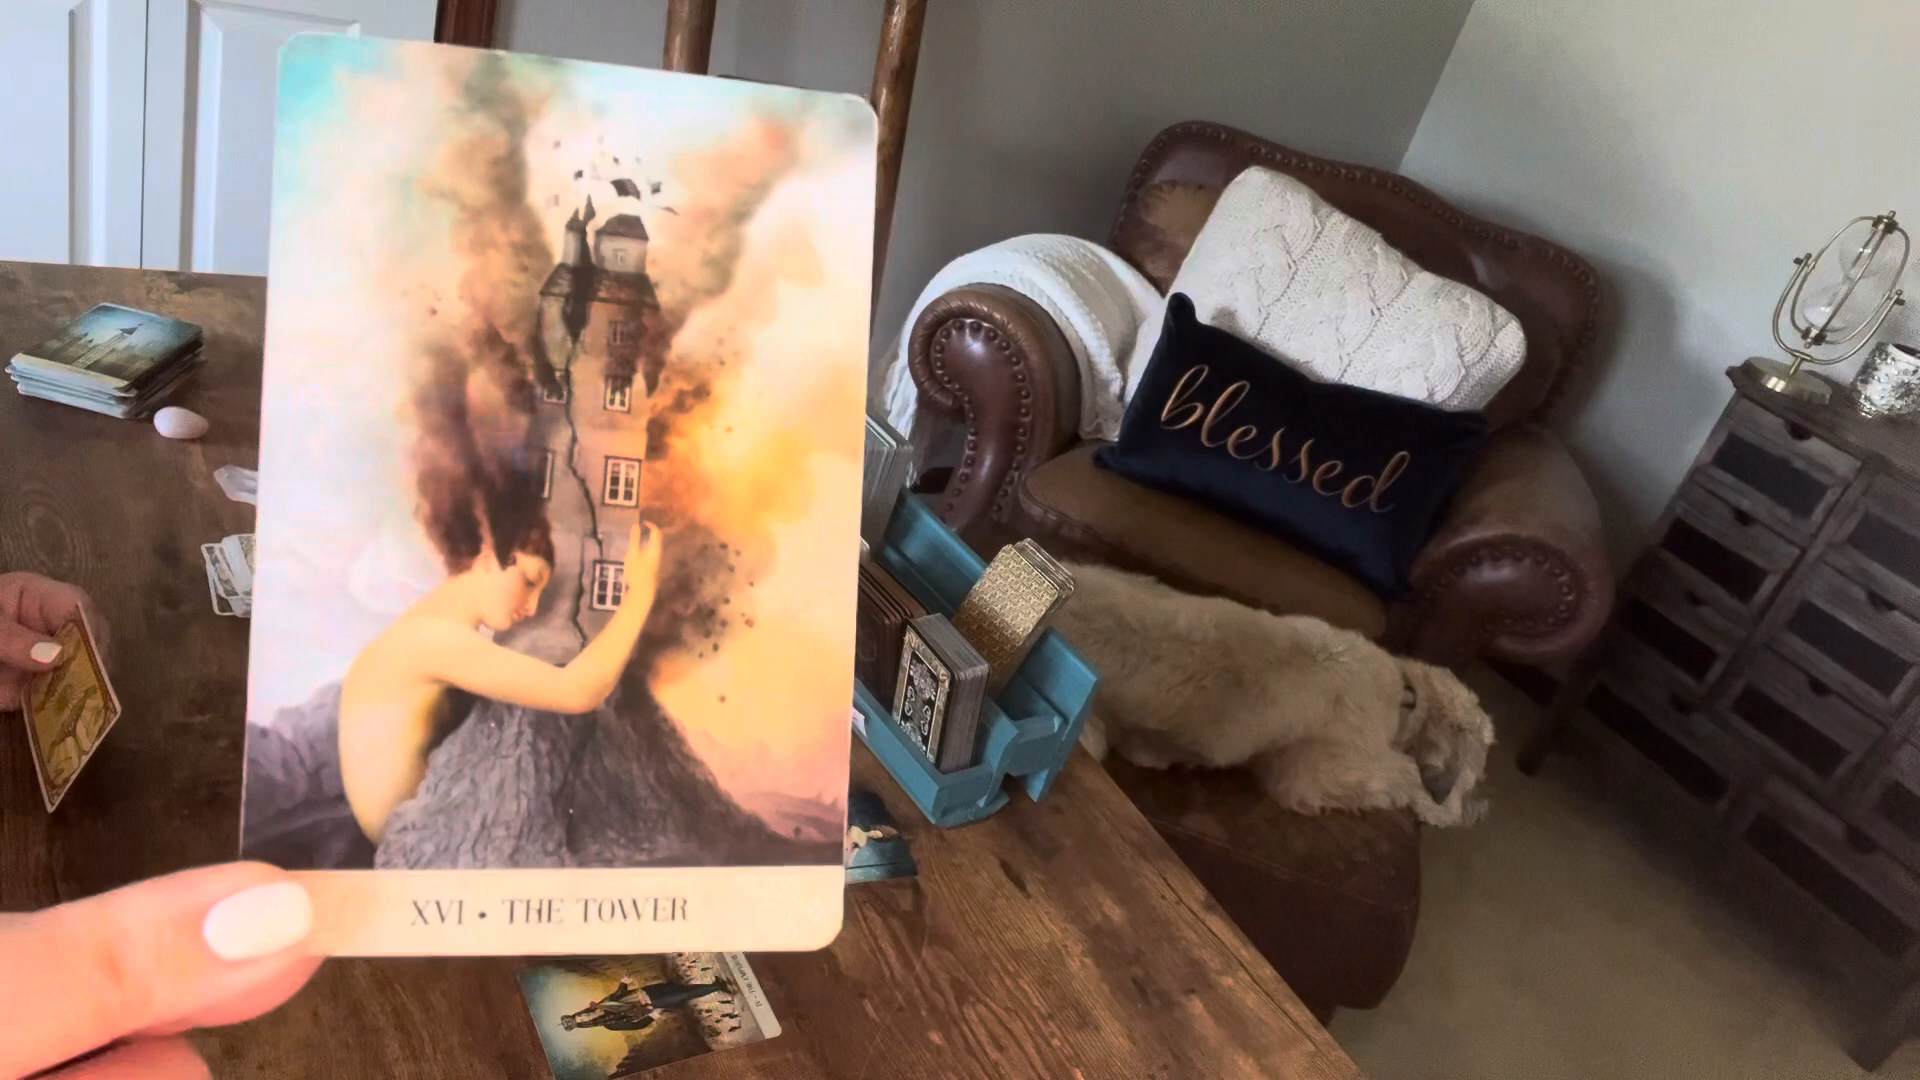 XVI • THE TOWER
blessed